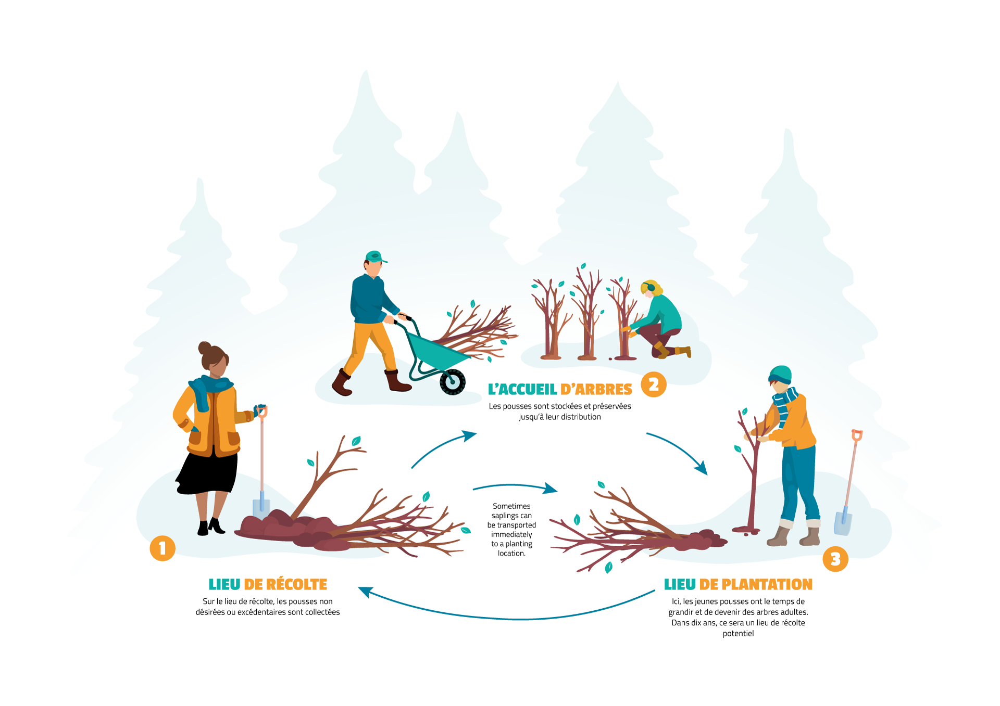 1
LIEU DE RÉCOLTE
Sur le lieu de récolte, les pousses non
désirées ou excédentaires sont collectées
L'ACCUEIL D'ARBRES
2
Les pousses sont stockées et préservées
jusqu'à leur distribution
Sometimes
saplings can
be transported
immediately
to a planting
location.
3
LIEU DE PLANTATION
Ici, les jeunes pousses ont le temps de
grandir et de devenir des arbres adultes.
Dans dix ans, ce sera un lieu de récolte
potentiel